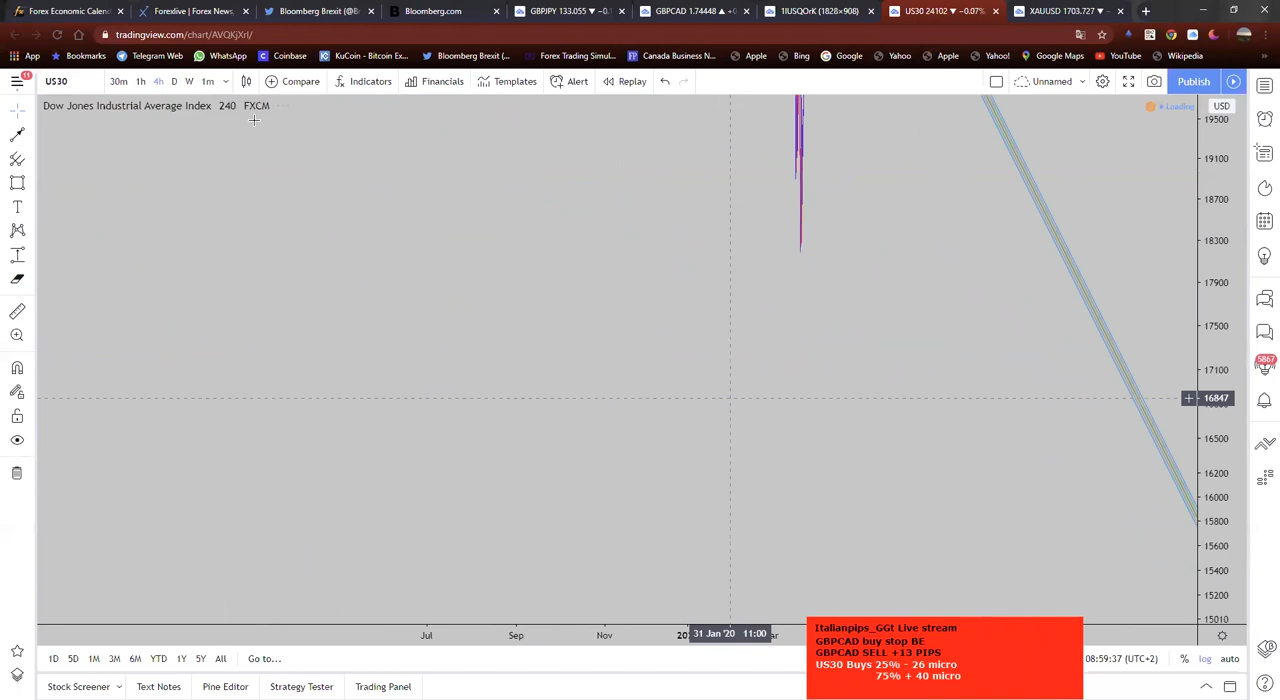 Forex Economic Calend
Forexlive | Forex News,
Bloomberg Brexit (@B
Bloomberg.com
GBPJPY 133.055 ▼ −0.1
GBPCAD 1.74448 ▲ +0
1IUSQOrK (1828×908)
US30 24102 ▼ −0.07%
XAUUSD 1703.727 ▼
tradingview.com/chart/AVQKjXrl/
App
Bookmarks
Telegram Web
WhatsApp
Coinbase
KuCoin - Bitcoin Ex...
Bloomberg Brexit (...
Forex Trading Simul...
Canada Business N...
Apple
Bing
Google
Yahoo
Apple
Yahoo!
Google Maps
YouTube
Wikipedia
11
US30
30m 1h 4h D W 1m
Compare
Indicators
Financials
Templates
Alert
Replay
Unnamed
Publish
Dow Jones Industrial Average Index 240 FXCM
Loading
USD
19500
19100
18700
18300
17900
17500
17100
16847
16500
16200
16000
15800
15600
15400
15200
15010
5867
Jul
Sep
Nov
31 Jan '20 11:00
Italianpips_GGt Live stream
GBPCAD buy stop BE
GBPCAD SELL +13 PIPS
US30 Buys 25% - 26 micro
75% + 40 micro
1D 5D 1M 3M 6M YTD 1Y 5Y All
Go to...
08:59:37 (UTC+2)
% log auto
Stock Screener
Text Notes
Pine Editor
Strategy Tester
Trading Panel